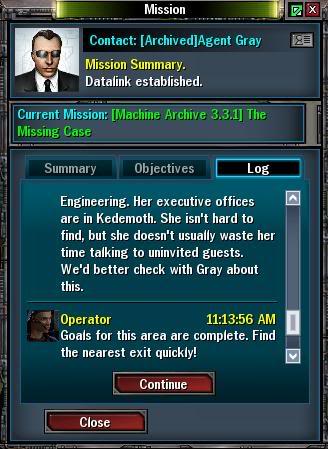 Mission
Contact: [Archived]Agent Gray
Mission Summary.
Datalink established.
Current Mission: [Machine Archive 3.3.1] The
Missing Case
Summary
Objectives
Log
Engineering. Her executive offices
are in Kedemoth. She isn't hard to
find, but she doesn't usually waste her
time talking to uninvited guests.
We'd better check with Gray about
this.
Operator 11:13:56 AM
Goals for this area are complete. Find
the nearest exit quickly!
Continue
Close